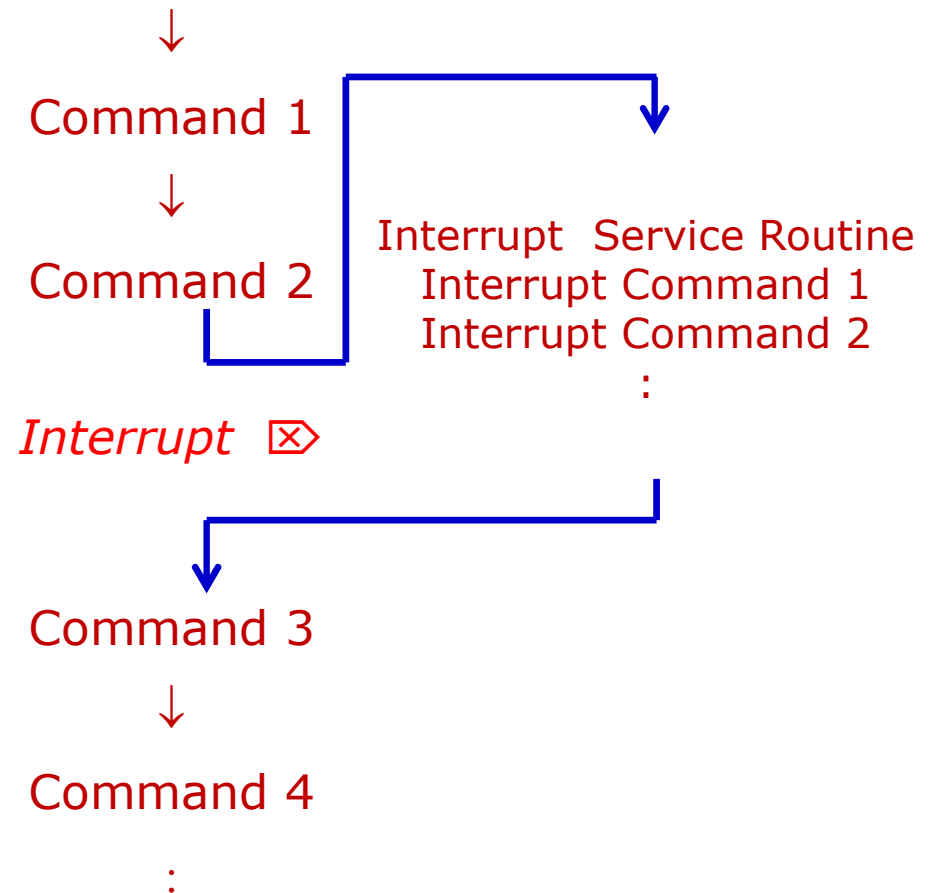 ↓
Command 1
↓
Command 2
Interrupt Service Routine
Interrupt Command 1
Interrupt Command 2
:
Interrupt ⌦
Command 3
↓
Command 4
: